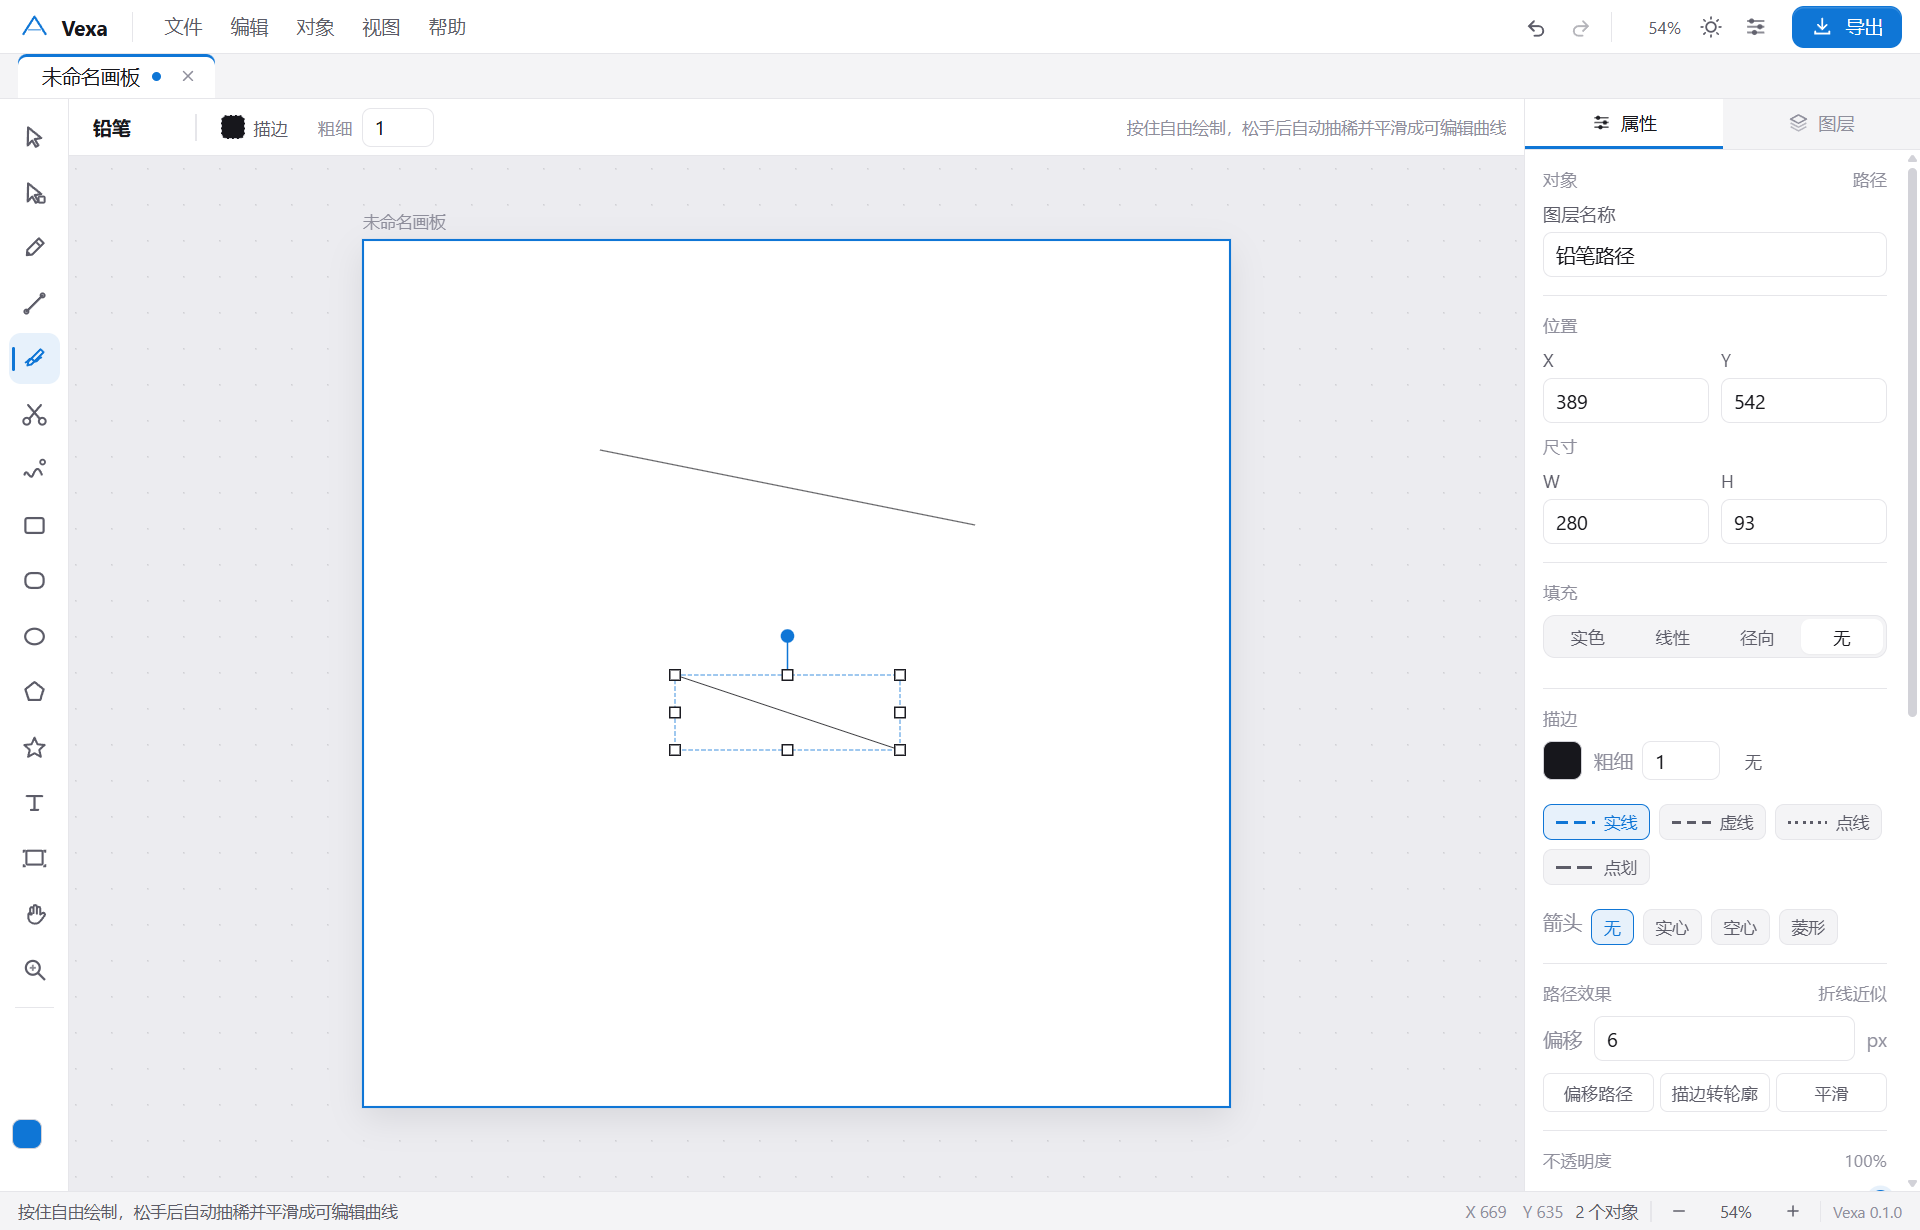 Vexa 文件 编辑 对象 视图 帮助 54% 导出
未命名画板
铅笔 描边 粗细 1 按住自由绘制，松手后自动抽稀并平滑成可编辑曲线
属性 图层
未命名画板
对象 路径
图层名称
铅笔路径
位置
X Y
389 542
尺寸
W H
280 93
填充
实色 线性 径向 无
描边
粗细 1 无
实线 虚线 点线
点划
箭头 无 实心 空心 菱形
路径效果 折线近似
偏移 6 px
偏移路径 描边转轮廓 平滑
不透明度 100%
按住自由绘制，松手后自动抽稀并平滑成可编辑曲线 X 669 Y 635 2 个对象 54% Vexa 0.1.0